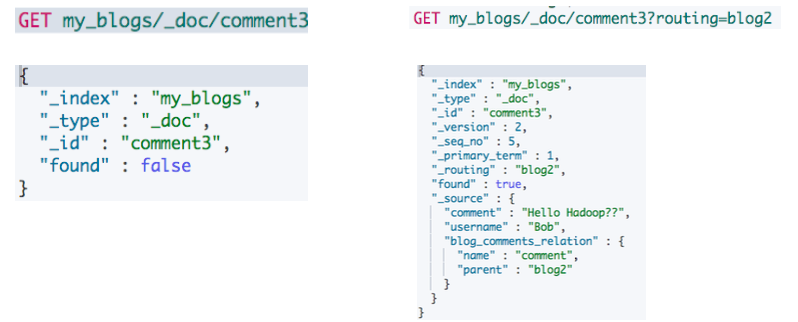 GET my_blogs/_doc/comment3
{
"_index" : "my_blogs",
"_type" : "_doc",
"_id" : "comment3",
"found" : false
}
GET my_blogs/_doc/comment3?routing=blog2
{
"_index" : "my_blogs",
"_type" : "_doc",
"_id" : "comment3",
"_version" : 2,
"_seq_no" : 5,
"_primary_term" : 1,
"_routing" : "blog2",
"found" : true,
"_source" : {
"comment" : "Hello Hadoop??",
"username" : "Bob",
"blog_comments_relation" : {
"name" : "comment",
"parent" : "blog2"
}
}
}